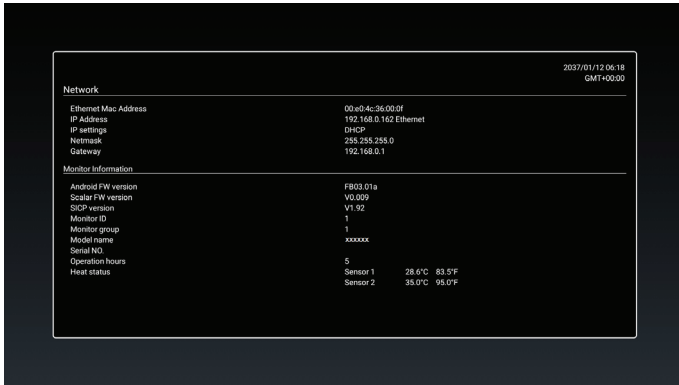 2037/01/12 06:18
GMT+00:00
Network
Ethernet Mac Address 00:e0:4c:36:00:0f
IP Address 192.168.0.162 Ethernet
IP settings DHCP
Netmask 255.255.255.0
Gateway 192.168.0.1
Monitor Information
Android FW version FB03.01a
Scalar FW version V0.009
SICP version V1.92
Monitor ID 1
Monitor group 1
Model name xxxxxx
Serial NO.
Operation hours 5
Heat status Sensor 1 28.6°C 83.5°F
Sensor 2 35.0°C 95.0°F